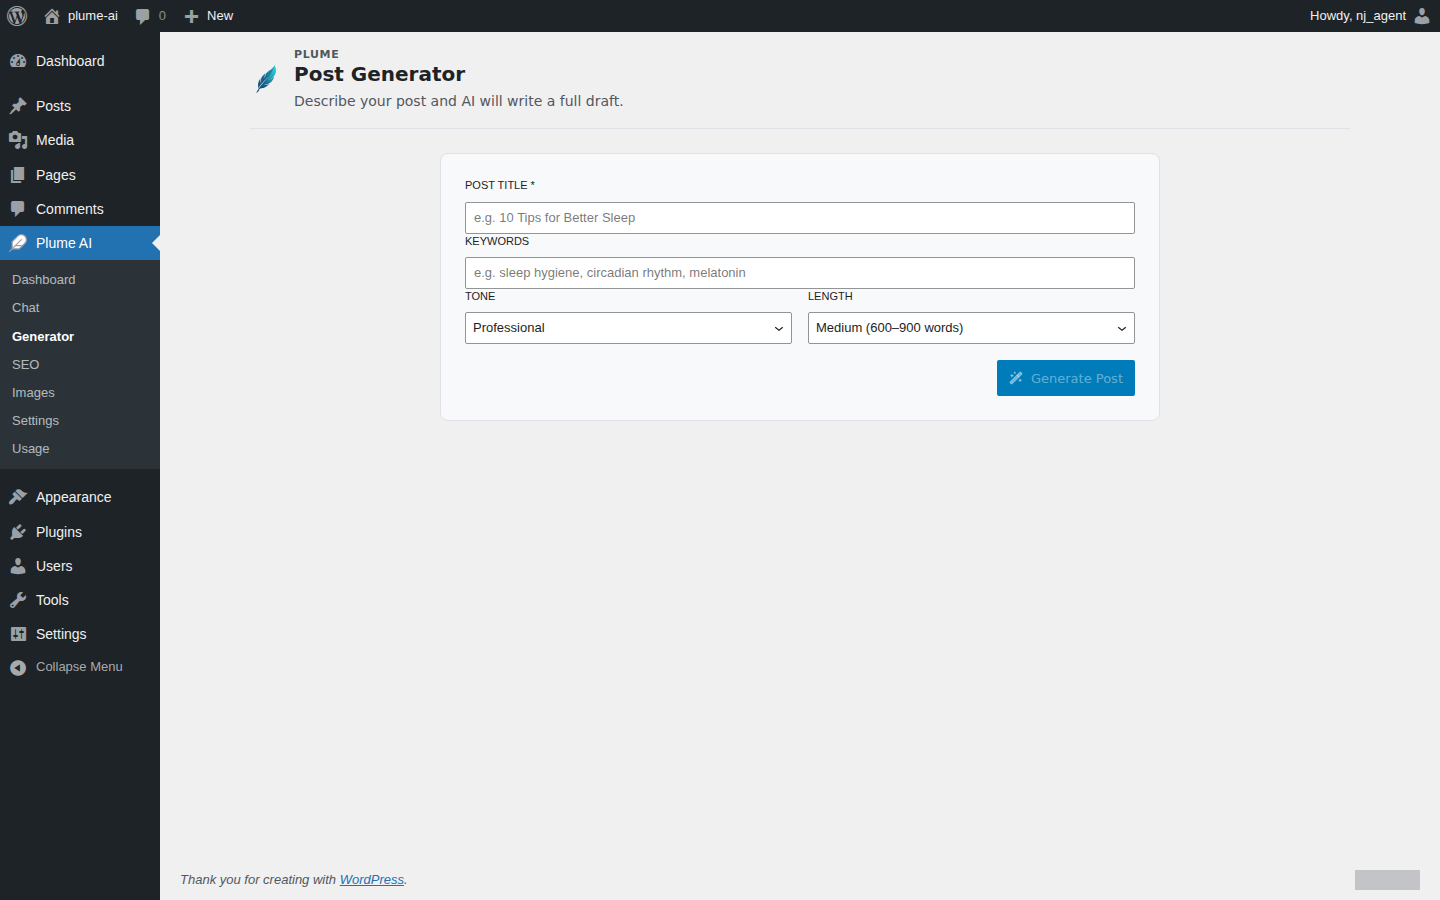 plume-ai
0
New
Howdy, nj_agent
Dashboard
Posts
Media
Pages
Comments
Plume AI
Dashboard
Chat
Generator
SEO
Images
Settings
Usage
Appearance
Plugins
Users
Tools
Settings
Collapse Menu
PLUME
Post Generator
Describe your post and AI will write a full draft.
POST TITLE *
e.g. 10 Tips for Better Sleep
KEYWORDS
e.g. sleep hygiene, circadian rhythm, melatonin
TONE
LENGTH
Professional
Medium (600–900 words)
Generate Post
Thank you for creating with WordPress.